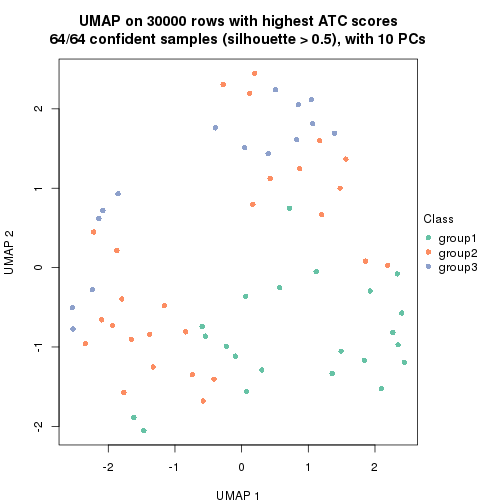 UMAP on 30000 rows with highest ATC scores
64/64 confident samples (silhouette > 0.5), with 10 PCs
2
1
0
-1
-2
UMAP 2
-2
-1
0
1
2
UMAP 1
Class
group1
group2
group3